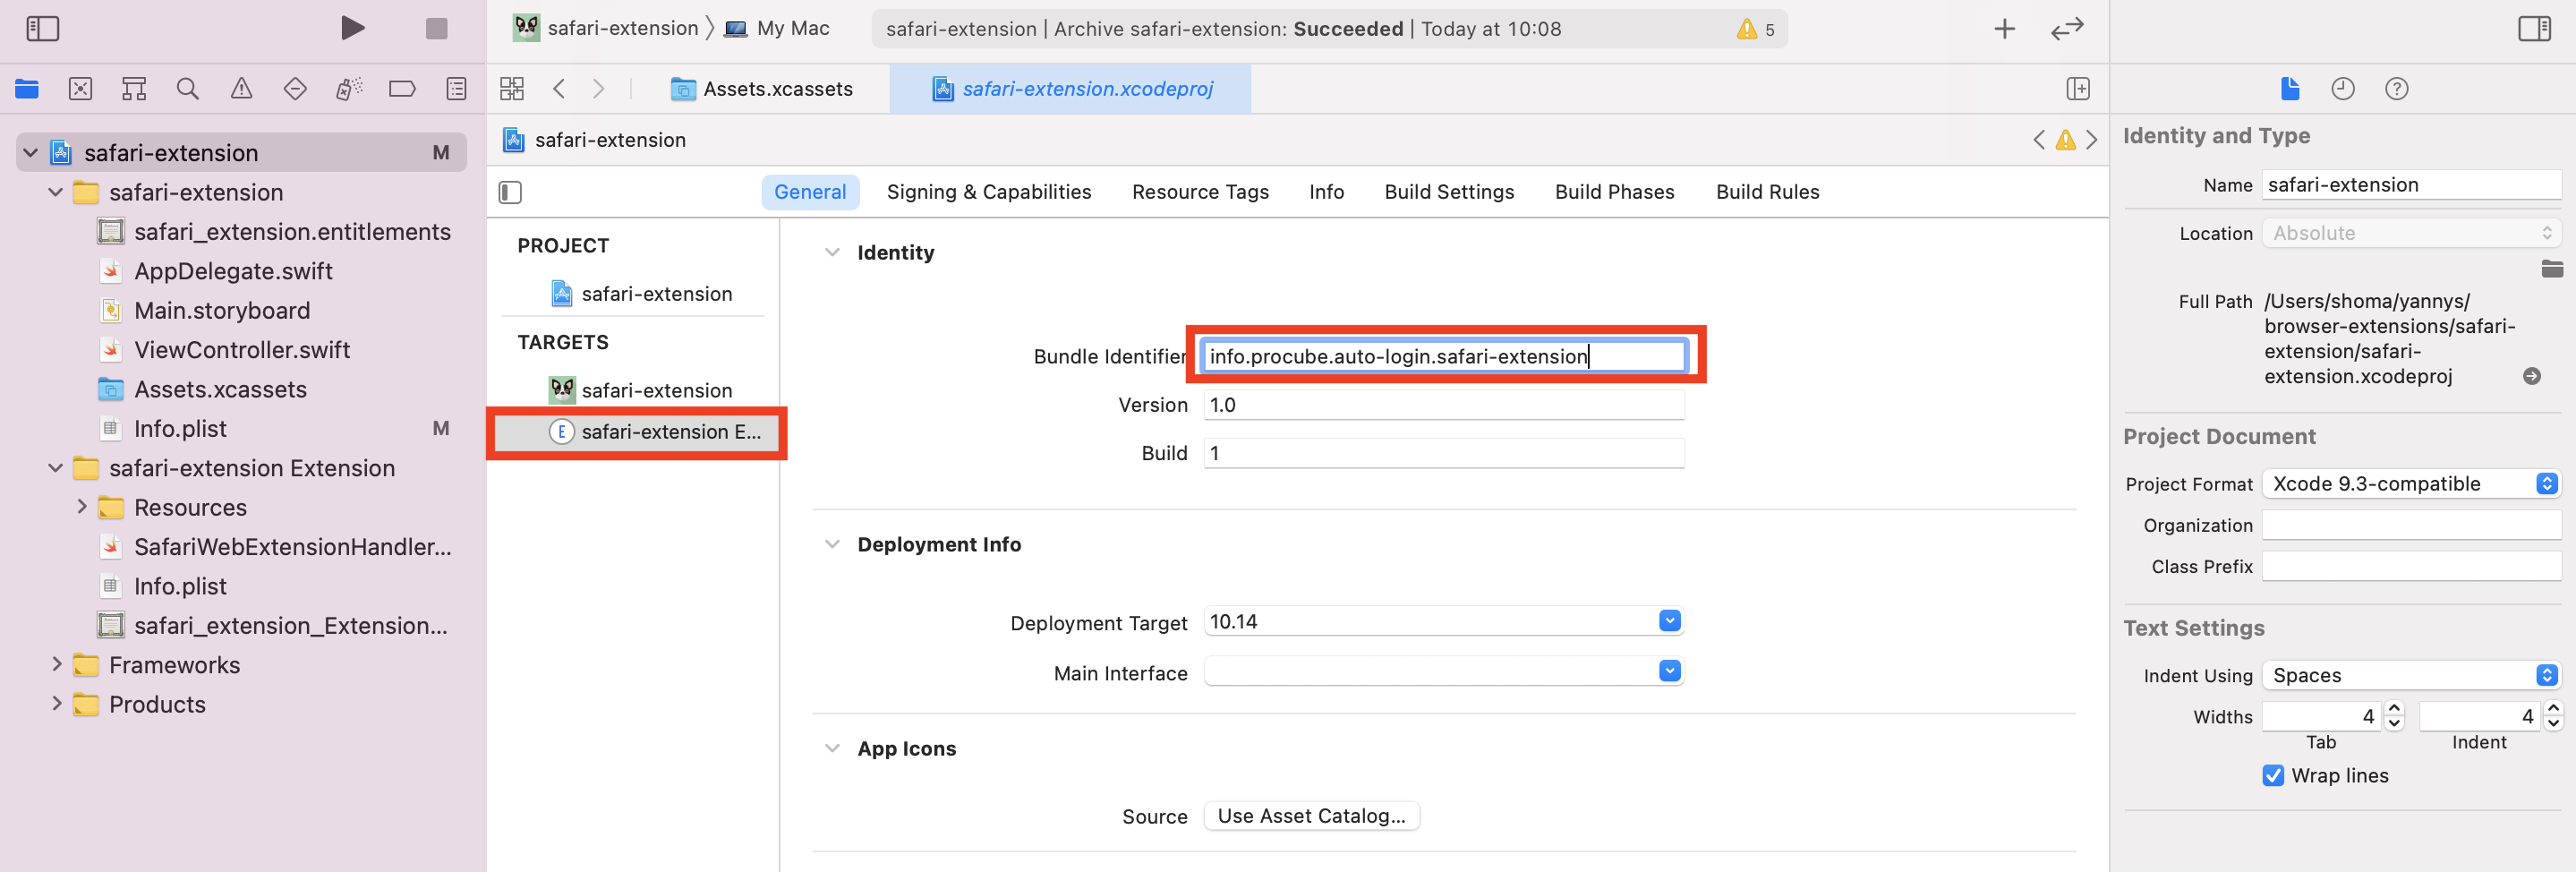 safari-extension 〉 My Mac
safari-extension | Archive safari-extension: Succeeded | Today at 10:08
5
Assets.xcassets
safari-extension.xcodeproj
safari-extension
M
safari-extension
safari_extension.entitlements
AppDelegate.swift
Main.storyboard
ViewController.swift
Assets.xcassets
Info.plist
M
safari-extension Extension
Resources
SafariWebExtensionHandler...
Info.plist
safari_extension_Extension...
Frameworks
Products
safari-extension
General
Signing & Capabilities
Resource Tags
Info
Build Settings
Build Phases
Build Rules
PROJECT
safari-extension
TARGETS
safari-extension
E
safari-extension E...
Identity
Bundle Identifier
info.procube.auto-login.safari-extension
Version
1.0
Build
1
Deployment Info
Deployment Target
10.14
Main Interface
App Icons
Source
Use Asset Catalog...
Identity and Type
Name
safari-extension
Location
Absolute
Full Path
/Users/shoma/yannys/
browser-extensions/safari-
extension/safari-
extension.xcodeproj
Project Document
Project Format
Xcode 9.3-compatible
Organization
Class Prefix
Text Settings
Indent Using
Spaces
Widths
4
4
Tab
Indent
Wrap lines